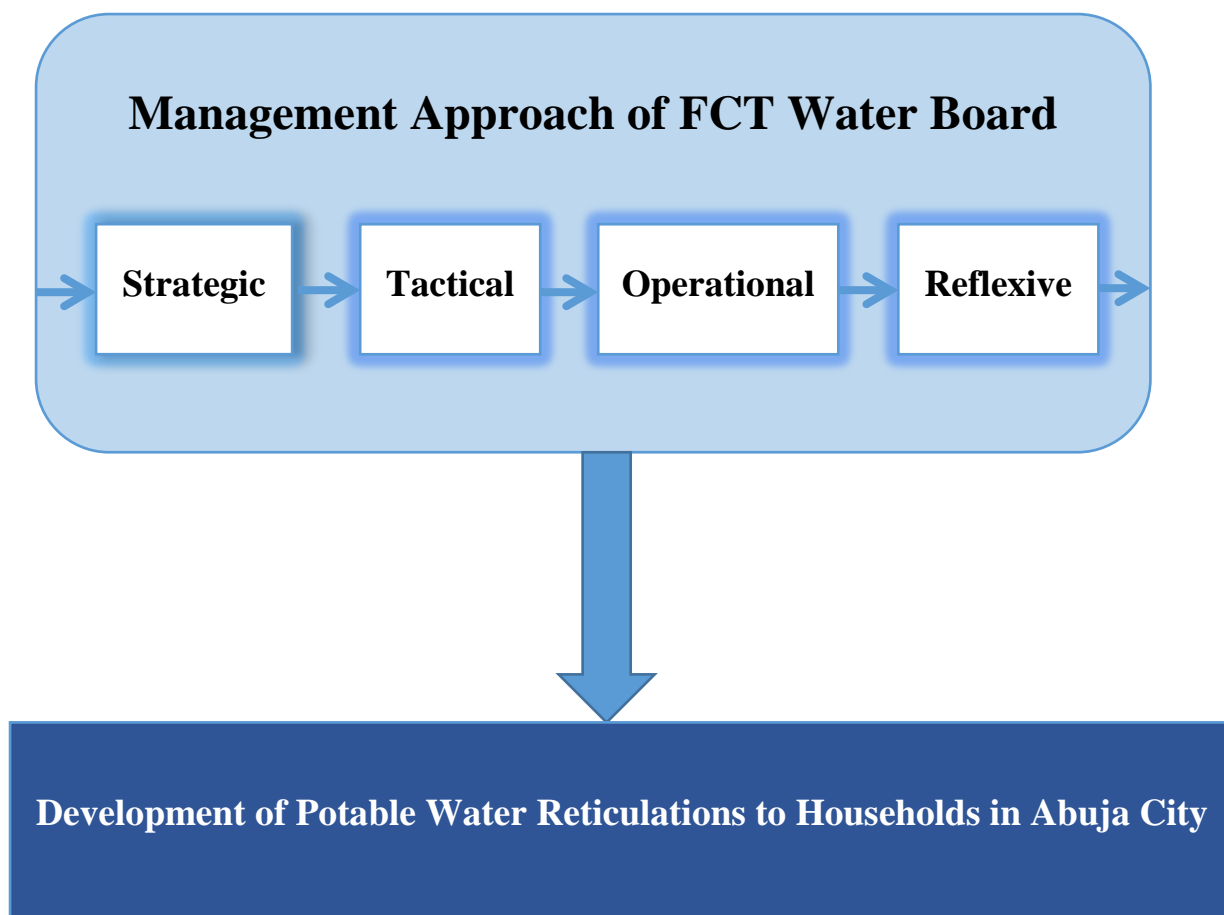 Management Approach of FCT Water Board
Strategic
Tactical
Operational
Reflexive
Development of Potable Water Reticulations to Households in Abuja City